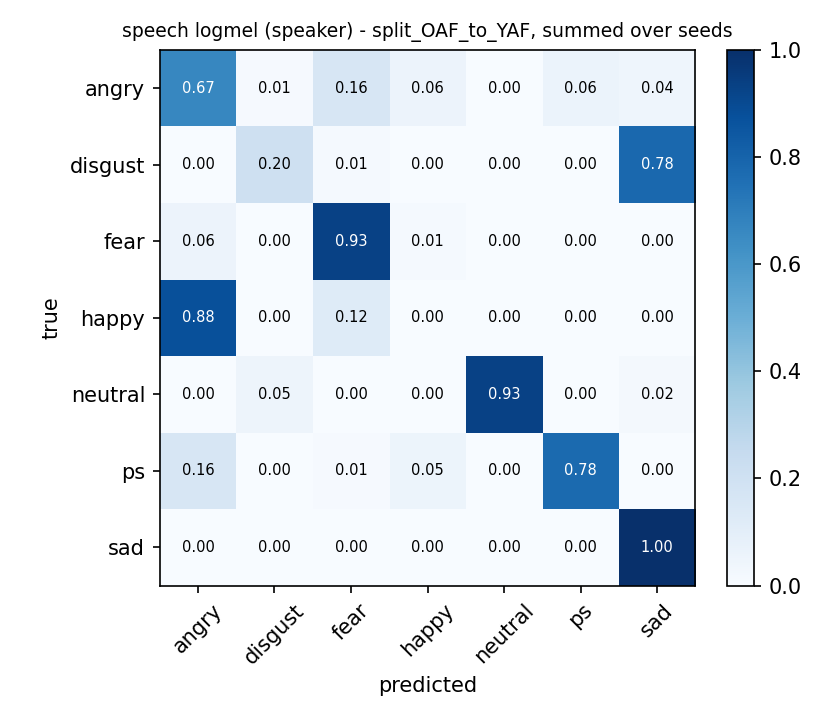 speech logmel (speaker) - split_OAF_to_YAF, summed over seeds
angry 0.67 0.01 0.16 0.06 0.00 0.06 0.04
disgust 0.00 0.20 0.01 0.00 0.00 0.00 0.78
fear 0.06 0.00 0.93 0.01 0.00 0.00 0.00
happy 0.88 0.00 0.12 0.00 0.00 0.00 0.00
neutral 0.00 0.05 0.00 0.00 0.93 0.00 0.02
ps 0.16 0.00 0.01 0.05 0.00 0.78 0.00
sad 0.00 0.00 0.00 0.00 0.00 0.00 1.00
true
angry disgust fear happy neutral ps sad
predicted
1.0
0.8
0.6
0.4
0.2
0.0